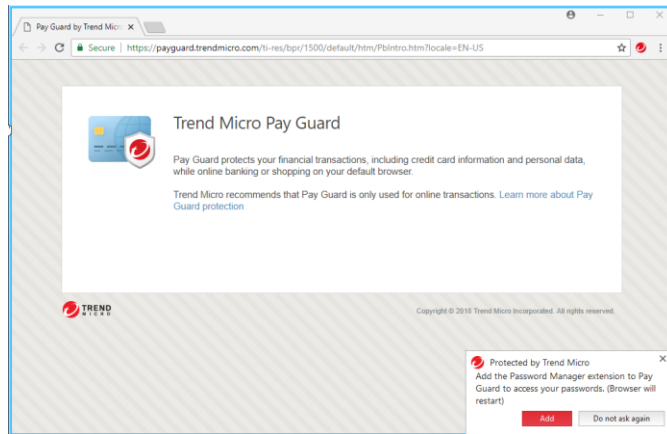 Pay Guard by Trend Micr
Secure | https://payguard.trendmicro.com/ti-res/bpr/1500/default/htm/PbIntro.htm?locale=EN-US
Trend Micro Pay Guard
Pay Guard protects your financial transactions, including credit card information and personal data,
while online banking or shopping on your default browser.
Trend Micro recommends that Pay Guard is only used for online transactions. Learn more about Pay
Guard protection
TREND
MICRO
Copyright © 2018 Trend Micro Incorporated. All rights reserved.
Protected by Trend Micro
Add the Password Manager extension to Pay
Guard to access your passwords. (Browser will
restart)
Add
Do not ask again